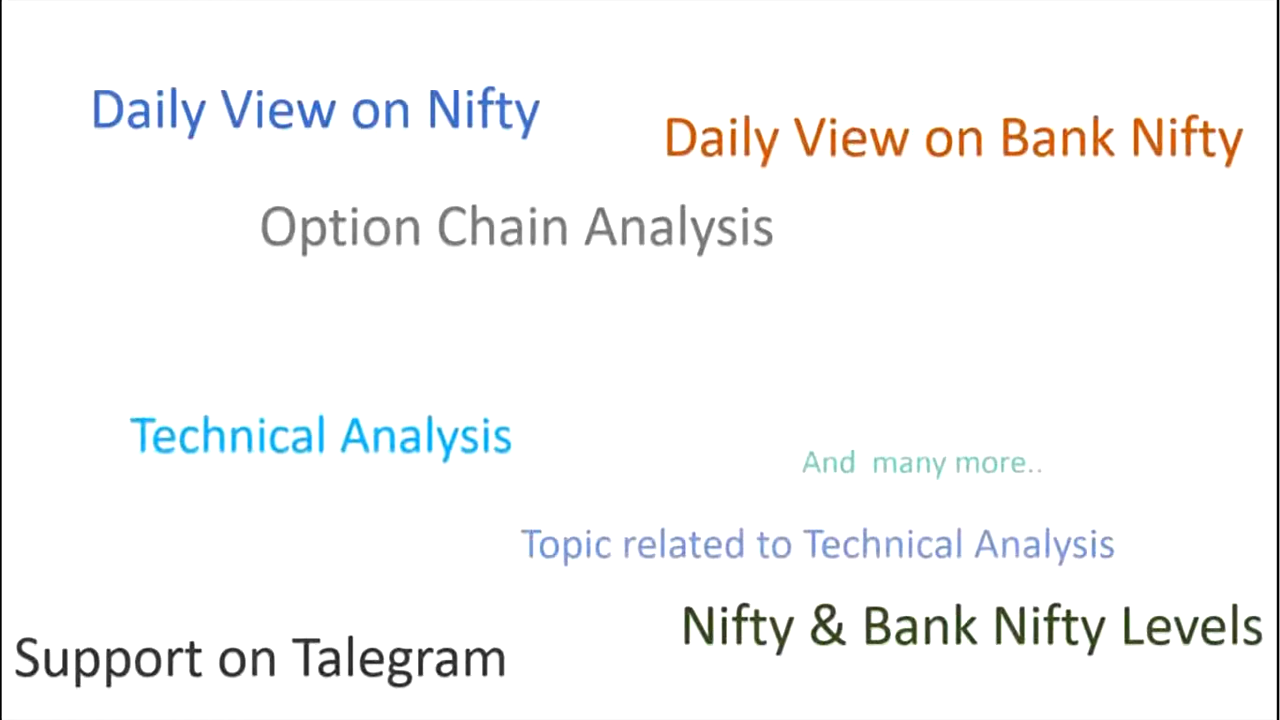 Daily View on Nifty
Daily View on Bank Nifty
Option Chain Analysis
Technical Analysis
And many more..
Topic related to Technical Analysis
Nifty & Bank Nifty Levels
Support on Talegram